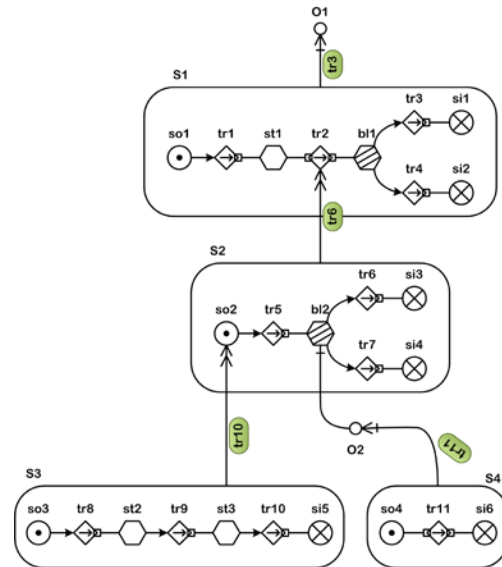 O1
tr3
S1
tr3 si1
so1 tr1 st1 tr2 bl1
tr4 si2
tr6
S2
tr6 si3
so2 tr5 bl2
tr7 si4
tr10
O2
tr11
S3
S4
so3 tr8 st2 tr9 st3 tr10 si5
so4 tr11 si6